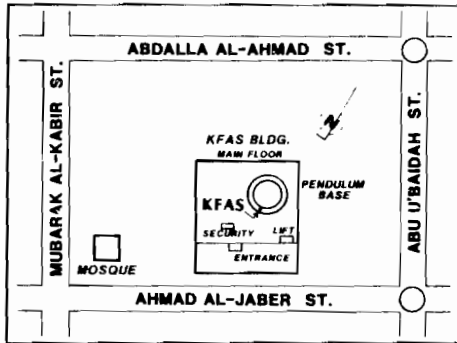 ABDALLA AL-AHMAD ST.
MUBARAK AL-KABIR ST.
ABU U'BAIDAH ST.
N
KFAS BLDG.
MAIN FLOOR
PENDULUM
BASE
KFAS
SECURITY
LIFT
ENTRANCE
MOSQUE
AHMAD AL-JABER ST.